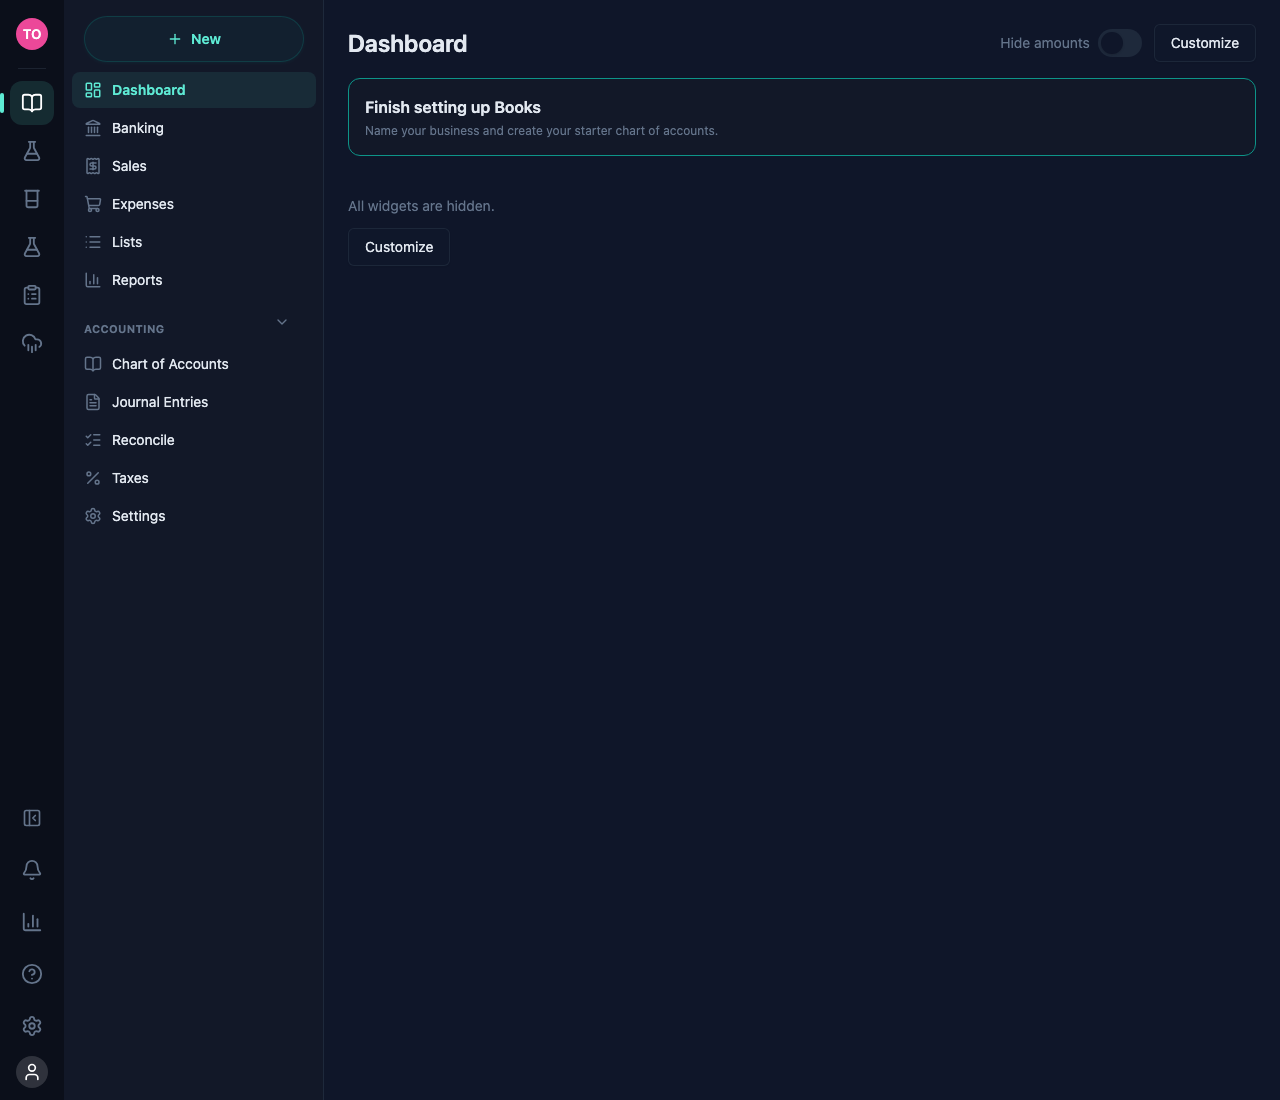 TO
New
Dashboard
Banking
Sales
Expenses
Lists
Reports
ACCOUNTING
Chart of Accounts
Journal Entries
Reconcile
Taxes
Settings
Dashboard
Hide amounts
Customize
Finish setting up Books
Name your business and create your starter chart of accounts.
All widgets are hidden.
Customize